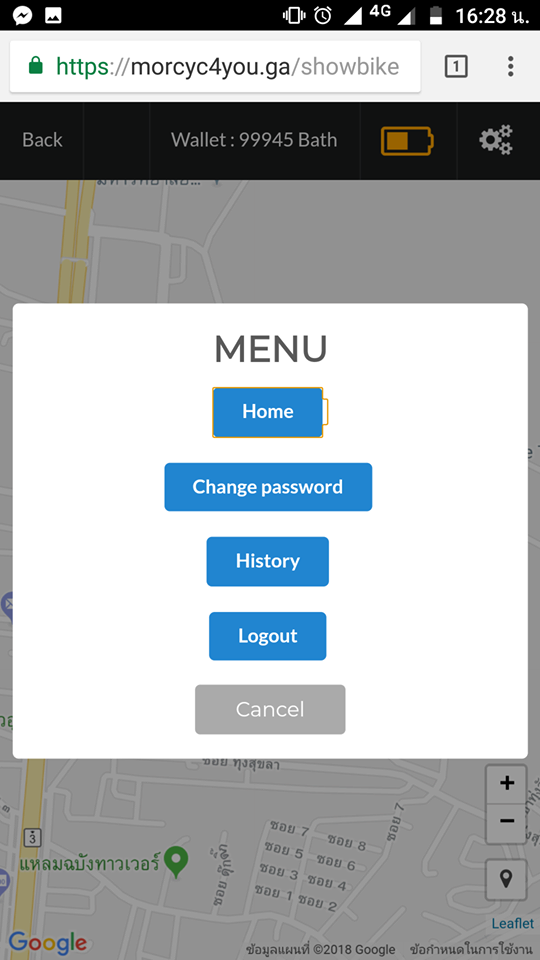 4G 16:28 น.
https://morcyc4you.ga/showbike 1
Back Wallet : 99945 Bath
MENU
Home
Change password
History
Logout
Cancel
ซอย ทุ่งสุขลา
+
−
3
แหลมฉบังทาวเวอร์
ซอย 7
ซอย 8
ซอย 7
ซอย 5
ซอย 6
ซอย 3
ซอย 4
ซอย 1
ซอย 2
Leaflet
Google
ข้อมูลแผนที่ ©2018 Google ข้อกำหนดในการใช้งาน